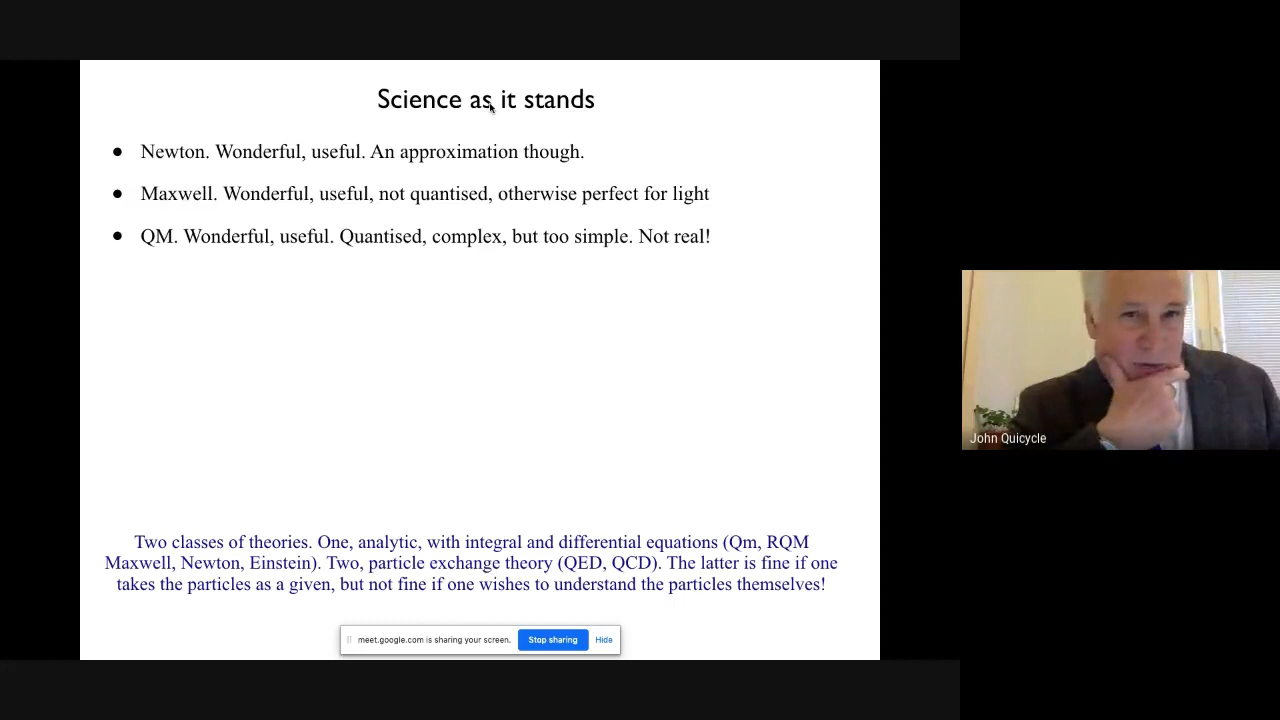 Science as it stands
● Newton. Wonderful, useful. An approximation though.
● Maxwell. Wonderful, useful, not quantised, otherwise perfect for light
● QM. Wonderful, useful. Quantised, complex, but too simple. Not real!
John Quicycle
Two classes of theories. One, analytic, with integral and differential equations (Qm, RQM
Maxwell, Newton, Einstein). Two, particle exchange theory (QED, QCD). The latter is fine if one
takes the particles as a given, but not fine if one wishes to understand the particles themselves!
meet.google.com is sharing your screen. Stop sharing Hide